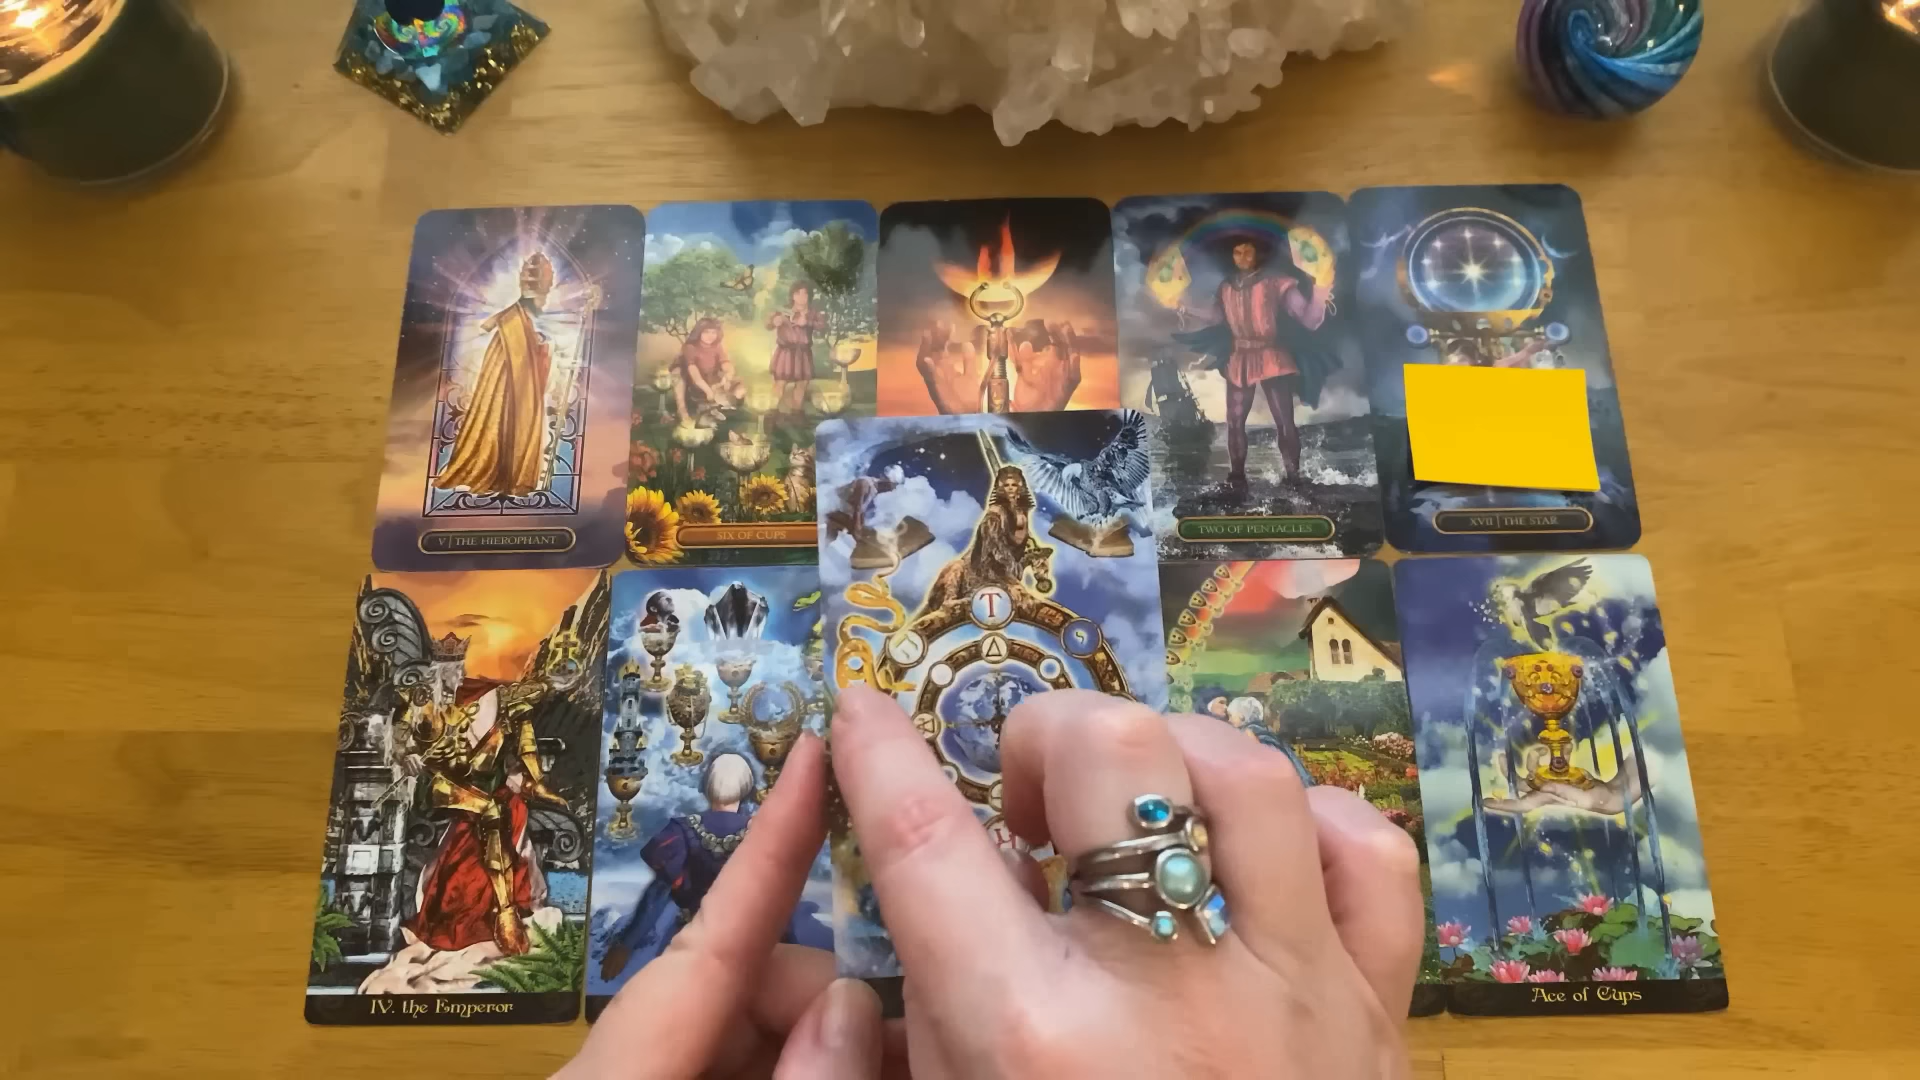 V | THE HIEROPHANT
SIX OF CUPS
TWO OF PENTACLES
XVII | THE STAR
T
IV. the Emperor
Ace of Cups